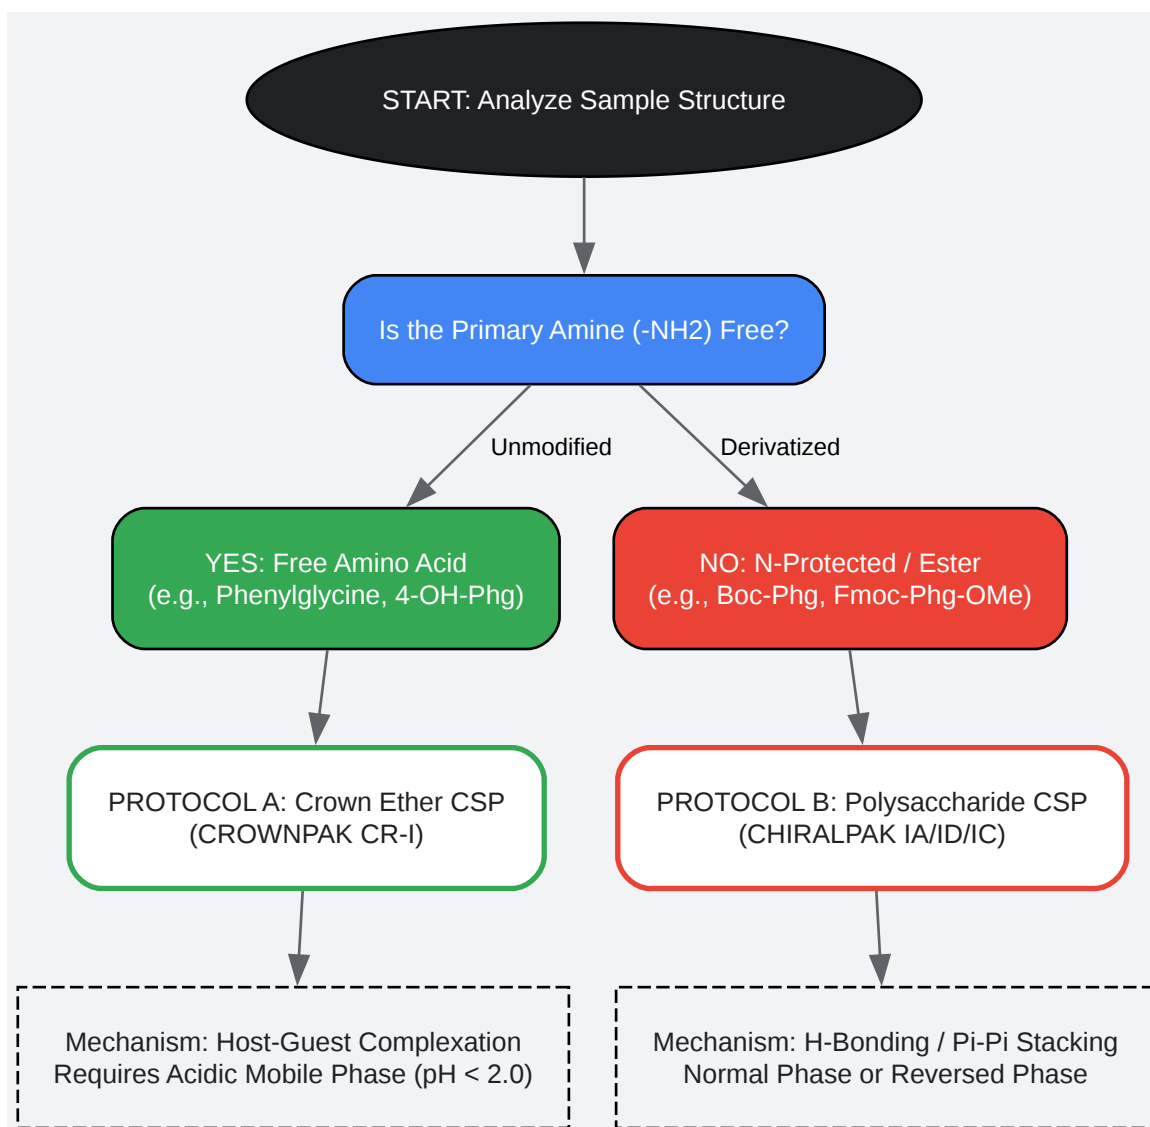 START: Analyze Sample Structure
Is the Primary Amine (-NH2) Free?
Unmodified
Derivatized
YES: Free Amino Acid
(e.g., Phenylglycine, 4-OH-Phg)
NO: N-Protected / Ester
(e.g., Boc-Phg, Fmoc-Phg-OMe)
PROTOCOL A: Crown Ether CSP
(CROWNPAK CR-I)
PROTOCOL B: Polysaccharide CSP
(CHIRALPAK IA/ID/IC)
Mechanism: Host-Guest Complexation
Requires Acidic Mobile Phase (pH < 2.0)
Mechanism: H-Bonding / Pi-Pi Stacking
Normal Phase or Reversed Phase